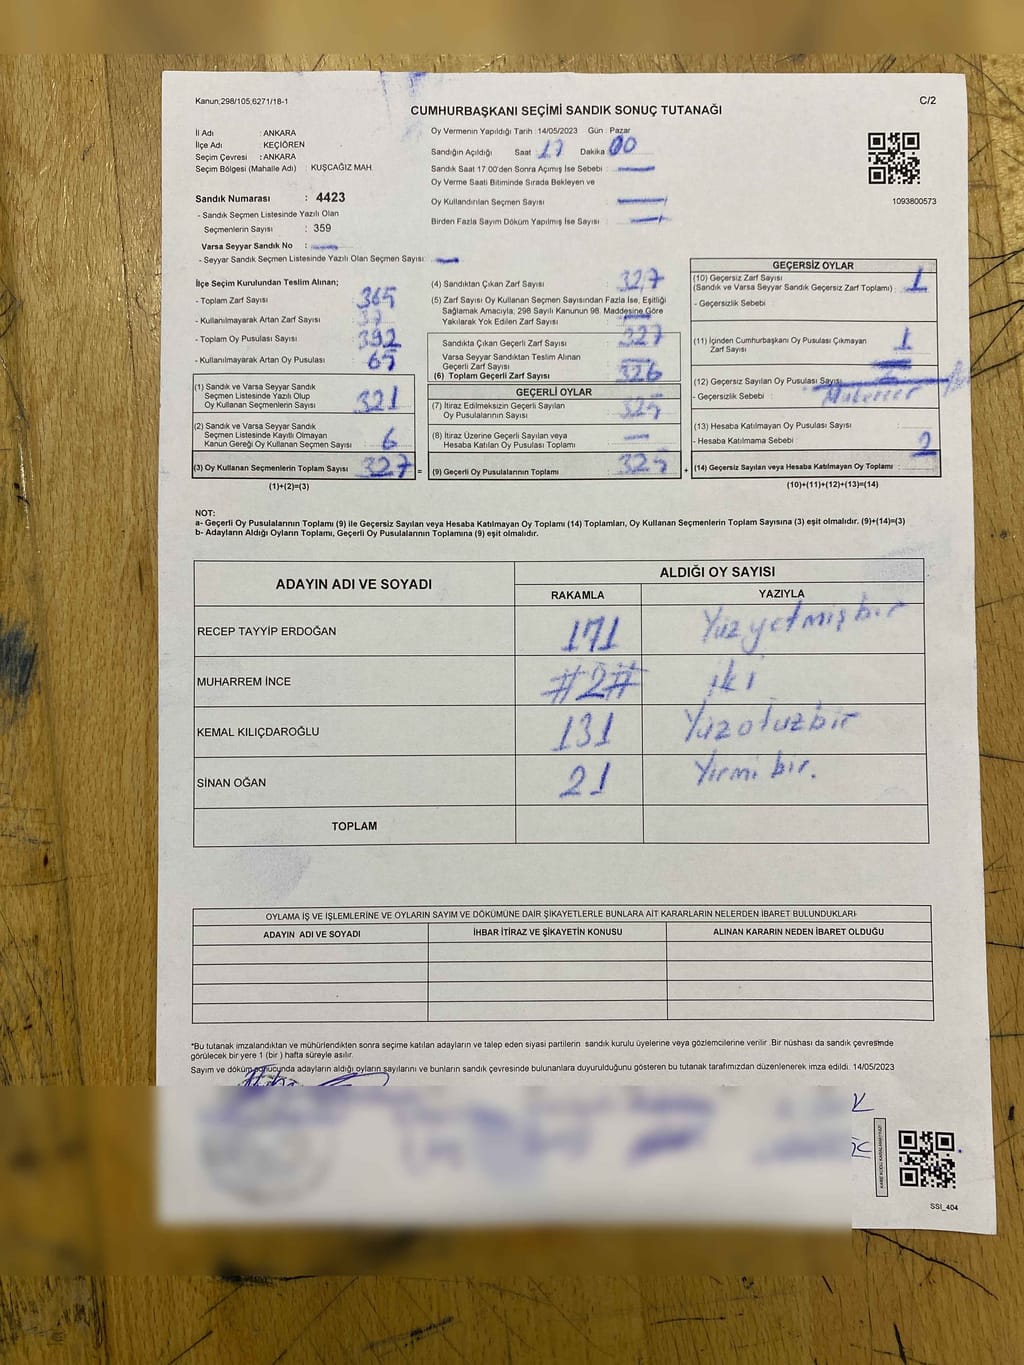 Kanun;298/105,6271/18-1
C/2
CUMHURBAŞKANI SEÇİMİ SANDIK SONUÇ TUTANAĞI
İl Adı : ANKARA
İlçe Adı : KEÇİÖREN
Seçim Çevresi : ANKARA
Seçim Bölgesi (Mahalle Adı) KUŞCAĞIZ MAH.
Oy Vermenin Yapıldığı Tarih : 14/05/2023 Gün : Pazar
Sandığın Açıldığı Saat : 17 Dakika : 00
Sandık Saat 17:00'den Sonra Açımış İse Sebebi :
Oy Verme Saati Bitiminde Sırada Bekleyen ve
Oy Kullandırılan Seçmen Sayısı :
Birden Fazla Sayım Döküm Yapılmış İse Sayısı :
1093800573
Sandık Numarası : 4423
- Sandık Seçmen Listesinde Yazılı Olan
Seçmenlerin Sayısı : 359
Varsa Seyyar Sandık No :
- Seyyar Sandık Seçmen Listesinde Yazılı Olan Seçmen Sayısı:
İlçe Seçim Kurulundan Teslim Alınan;
- Toplam Zarf Sayısı : 365
- Kullanılmayarak Artan Zarf Sayısı :
- Toplam Oy Pusulası Sayısı : 392
- Kullanılmayarak Artan Oy Pusulası : 65
(1) Sandık ve Varsa Seyyar Sandık
Seçmen Listesinde Yazılı Olup
Oy Kullanan Seçmenlerin Sayısı : 321
(2) Sandık ve Varsa Seyyar Sandık
Seçmen Listesinde Kayıtlı Olmayan
Kanun Gereği Oy Kullanan Seçmen Sayısı : 6
(3) Oy Kullanan Seçmenlerin Toplam Sayısı : 327 =
(1)+(2)=(3)
(4) Sandıktan Çıkan Zarf Sayısı : 327
(5) Zarf Sayısı Oy Kullanan Seçmen Sayısından Fazla İse, Eşitliği
Sağlamak Amacıyla; 298 Sayılı Kanunun 98. Maddesine Göre
Yakılarak Yok Edilen Zarf Sayısı :
Sandıkta Çıkan Geçerli Zarf Sayısı : 327
Varsa Seyyar Sandıktan Teslim Alınan
Geçerli Zarf Sayısı :
(6) Toplam Geçerli Zarf Sayısı : 326
GEÇERLİ OYLAR
(7) İtiraz Edilmeksizin Geçerli Sayılan
Oy Pusulalarının Sayısı : 325
(8) İtiraz Üzerine Geçerli Sayılan veya
Hesaba Katılan Oy Pusulası Toplamı :
(9) Geçerli Oy Pusulalarının Toplamı : 325 +
GEÇERSİZ OYLAR
(10) Geçersiz Zarf Sayısı
(Sandık ve Varsa Seyyar Sandık Geçersiz Zarf Toplamı) : 1
- Geçersizlik Sebebi :
(11) İçinden Cumhurbaşkanı Oy Pusulası Çıkmayan
Zarf Sayısı : 1
(12) Geçersiz Sayılan Oy Pusulası Sayısı
- Geçersizlik Sebebi :
(13) Hesaba Katılmayan Oy Pusulası Sayısı :
- Hesaba Katılmama Sebebi : 2
(14) Geçersiz Sayılan veya Hesaba Katılmayan Oy Toplamı :
(10)+(11)+(12)+(13)=(14)
NOT:
a- Geçerli Oy Pusulalarının Toplamı (9) ile Geçersiz Sayılan veya Hesaba Katılmayan Oy Toplamı (14) Toplamları, Oy Kullanan Seçmenlerin Toplam Sayısına (3) eşit olmalıdır. (9)+(14)=(3)
b- Adayların Aldığı Oyların Toplamı, Geçerli Oy Pusulalarının Toplamına (9) eşit olmalıdır.
ADAYIN ADI VE SOYADI
ALDIĞI OY SAYISI
RAKAMLA YAZIYLA
RECEP TAYYİP ERDOĞAN 171 Yüz yetmiş bir
MUHARREM İNCE #2# iki
KEMAL KILIÇDAROĞLU 131 Yüzotuzbir
SİNAN OĞAN 21 Yirmi bir.
TOPLAM
OYLAMA İŞ VE İŞLEMLERİNE VE OYLARIN SAYIM VE DÖKÜMÜNE DAİR ŞİKAYETLERLE BUNLARA AİT KARARLARIN NELERDEN İBARET BULUNDUKLARI
ADAYIN ADI VE SOYADI İHBAR İTİRAZ VE ŞİKAYETİN KONUSU ALINAN KARARIN NEDEN İBARET OLDUĞU
*Bu tutanak imzalandıktan ve mühürlendikten sonra seçime katılan adayların ve talep eden siyasi partilerin sandık kurulu üyelerine veya gözlemcilerine verilir .Bir nüshası da sandık çevresinde
görülecek bir yere 1 (bir ) hafta süreyle asılır.
Sayım ve döküm sonucunda adayların aldığı oyların sayılarını ve bunların sandık çevresinde bulunanlara duyurulduğunu gösteren bu tutanak tarafımızdan düzenlenerek imza edildi. 14/05/2023
KARE KODU KARALAMAYINIZ!
SSI_404